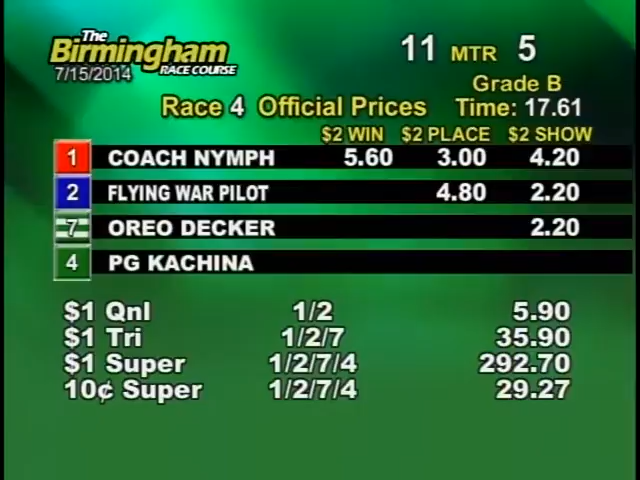 The
Birmingham
RACE COURSE
7/15/2014
11 MTR 5
Grade B
Race 4 Official Prices Time: 17.61
$2 WIN $2 PLACE $2 SHOW
1 COACH NYMPH 5.60 3.00 4.20
2 FLYING WAR PILOT 4.80 2.20
7 OREO DECKER 2.20
4 PG KACHINA
$1 Qnl 1/2 5.90
$1 Tri 1/2/7 35.90
$1 Super 1/2/7/4 292.70
10¢ Super 1/2/7/4 29.27